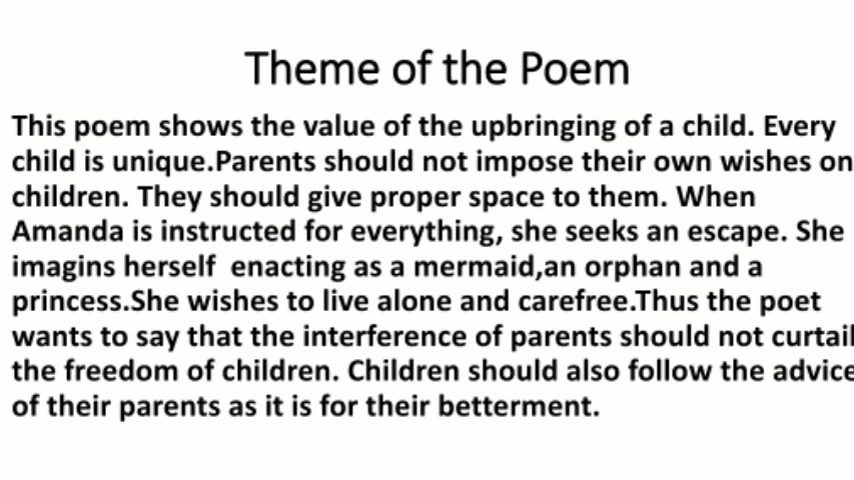 Theme of the Poem
This poem shows the value of the upbringing of a child. Every
child is unique.Parents should not impose their own wishes on
children. They should give proper space to them. When
Amanda is instructed for everything, she seeks an escape. She
imagins herself  enacting as a mermaid,an orphan and a
princess.She wishes to live alone and carefree.Thus the poet
wants to say that the interference of parents should not curtail
the freedom of children. Children should also follow the advice
of their parents as it is for their betterment.